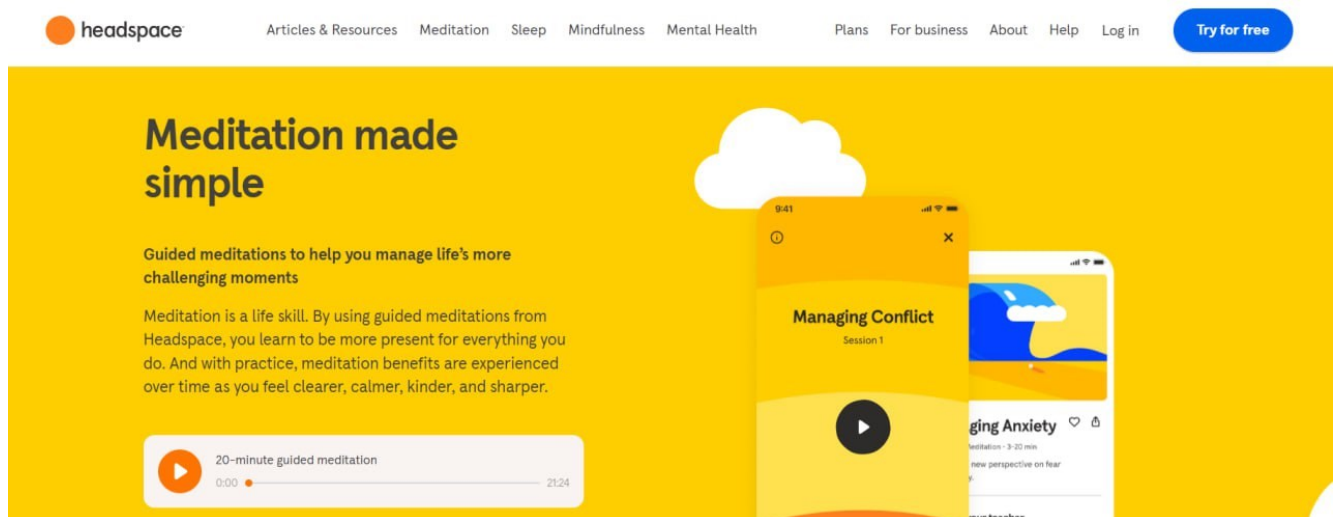 headspace
Articles & Resources
Meditation
Sleep
Mindfulness
Mental Health
Plans
For business
About
Help
Log in
Try for free
Meditation made
simple
Guided meditations to help you manage life's more
challenging moments
Meditation is a life skill. By using guided meditations from
Headspace, you learn to be more present for everything you
do. And with practice, meditation benefits are experienced
over time as you feel clearer, calmer, kinder, and sharper.
20-minute guided meditation
0:00
21:24
9:41
Managing Conflict
Session 1
ging Anxiety
editation · 3-20 min
new perspective on fear